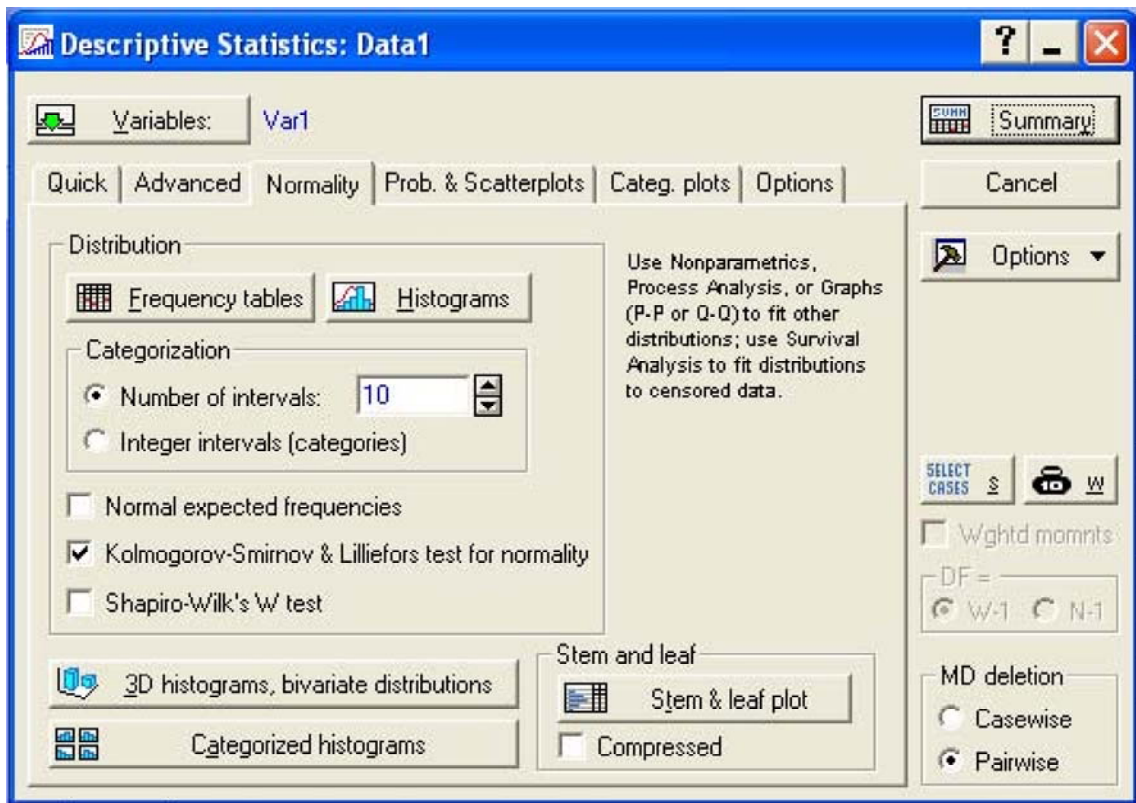 Descriptive Statistics: Data1
?
Variables: Var1
Summary
Quick Advanced Normality Prob. & Scatterplots Categ. plots Options
Cancel
Options
Distribution
Frequency tables Histograms
Categorization
Number of intervals: 10
Integer intervals (categories)
Normal expected frequencies
Kolmogorov-Smirnov & Lilliefors test for normality
Shapiro-Wilk's W test
Use Nonparametrics,
Process Analysis, or Graphs
(P-P or Q-Q) to fit other
distributions; use Survival
Analysis to fit distributions
to censored data.
3D histograms, bivariate distributions
Categorized histograms
Stem and leaf
Stem & leaf plot
Compressed
SELECT
CASES S W
Wghtd momnts
DF =
W-1 N-1
MD deletion
Casewise
Pairwise